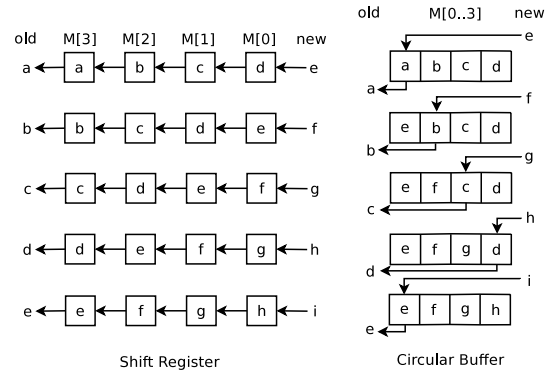 old M[3] M[2] M[1] M[0] new
a a b c d e
b b c d e f
c c d e f g
d d e f g h
e e f g h i
Shift Register
old M[0..3] new
e
a b c d
a
f
e b c d
b
g
e f c d
c
h
e f g d
d
i
e f g h
e
Circular Buffer